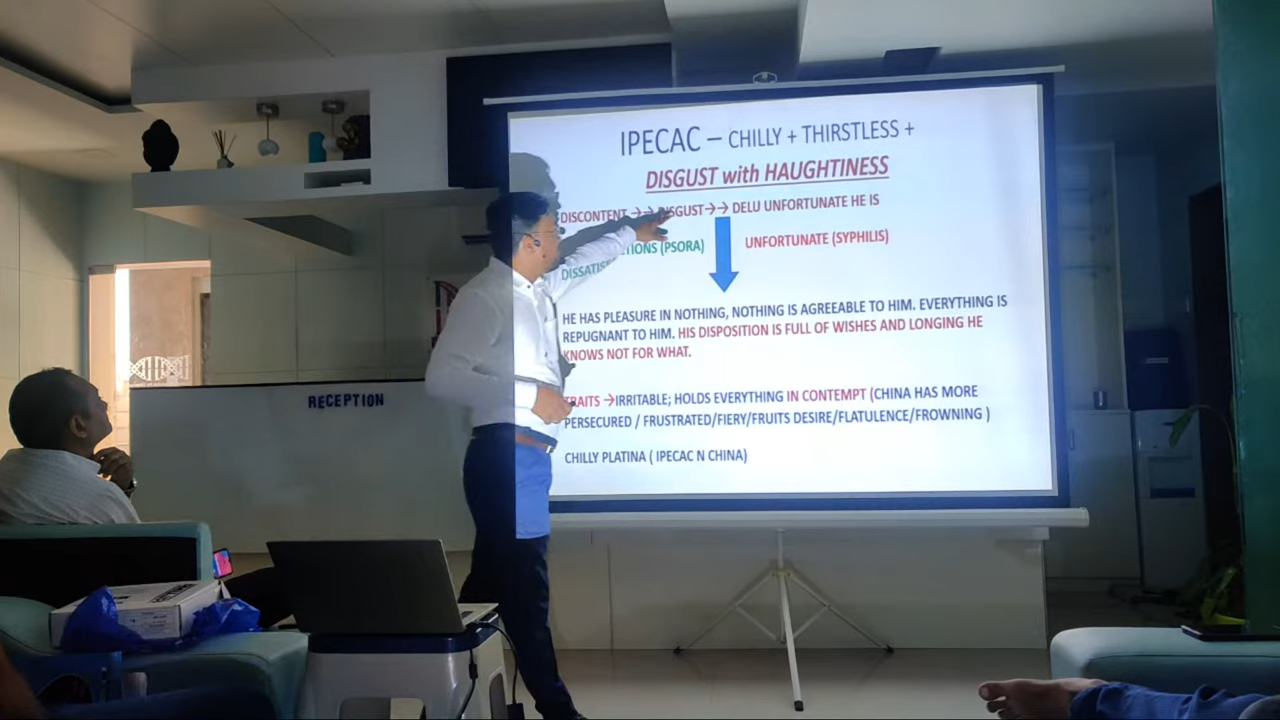 IPECAC – CHILLY + THIRSTLESS +
DISGUST with HAUGHTINESS
DISCONTENT →→ DISGUST→→ DELU UNFORTUNATE HE IS
(PSORA) UNFORTUNATE (SYPHILIS)
HE HAS PLEASURE IN NOTHING, NOTHING IS AGREEABLE TO HIM. EVERYTHING IS
REPUGNANT TO HIM. HIS DISPOSITION IS FULL OF WISHES AND LONGING HE
KNOWS NOT FOR WHAT.
TRAITS →IRRITABLE; HOLDS EVERYTHING IN CONTEMPT (CHINA HAS MORE
PERSECURED / FRUSTRATED/FIERY/FRUITS DESIRE/FLATULENCE/FROWNING )
CHILLY PLATINA ( IPECAC N CHINA)
RECEPTION